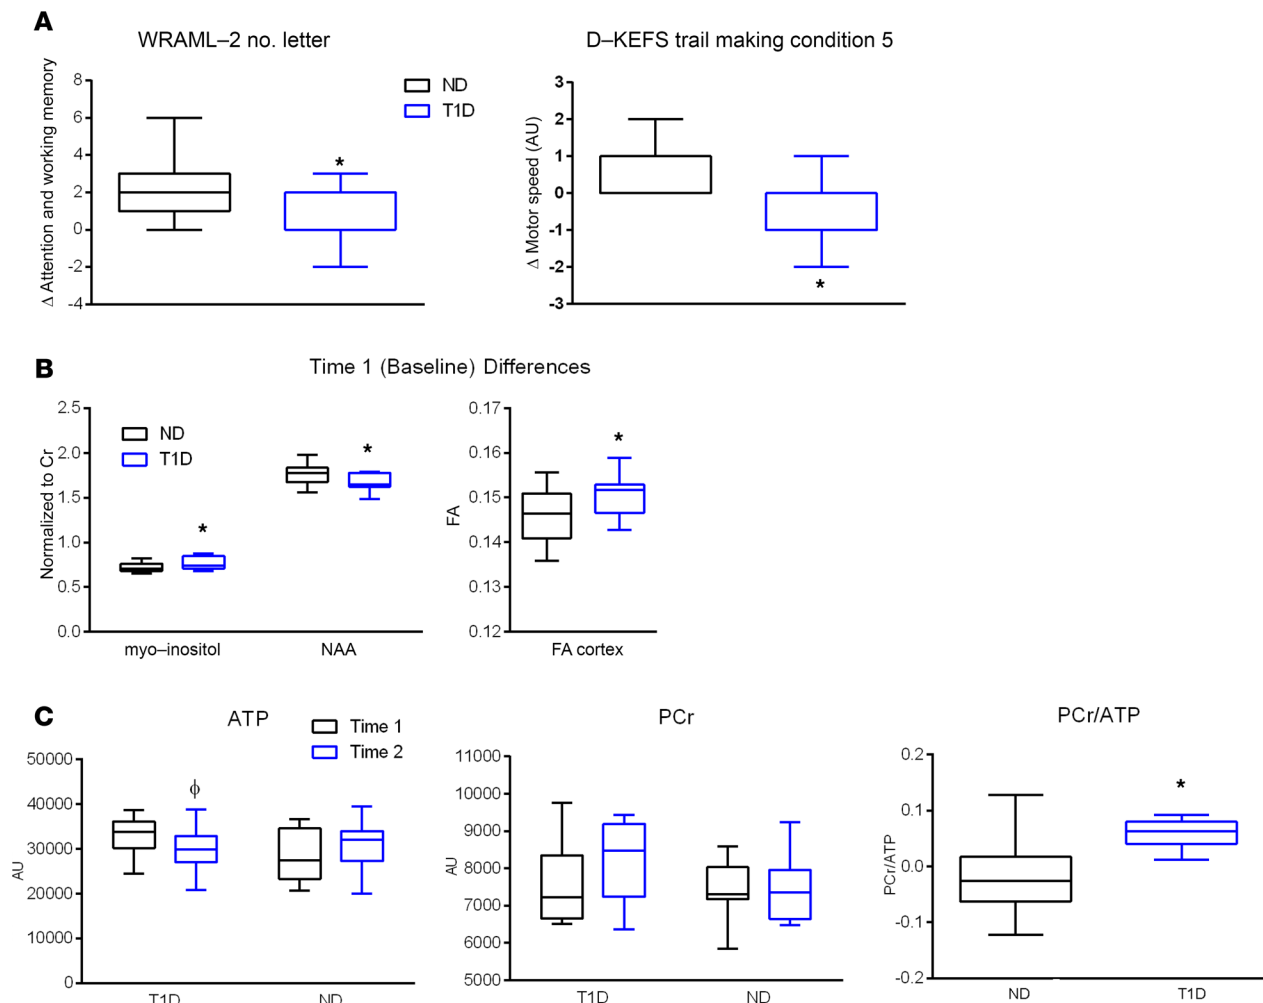 A
WRAML–2 no. letter
D–KEFS trail making condition 5
Δ Attention and working memory
8
6
4
2
0
-2
-4
ND
T1D
*
Δ Motor speed (AU)
3
2
1
0
-1
-2
-3
*
B
Time 1 (Baseline) Differences
Normalized to Cr
2.5
2.0
1.5
1.0
0.5
0.0
ND
T1D
*
*
myo–inositol
NAA
FA
0.17
0.16
0.15
0.14
0.13
0.12
*
FA cortex
C
ATP
Time 1
Time 2
AU
50000
40000
30000
20000
10000
0
ϕ
T1D
ND
PCr
AU
11000
10000
9000
8000
7000
6000
5000
T1D
ND
PCr/ATP
PCr/ATP
0.2
0.1
0.0
-0.1
-0.2
*
ND
T1D